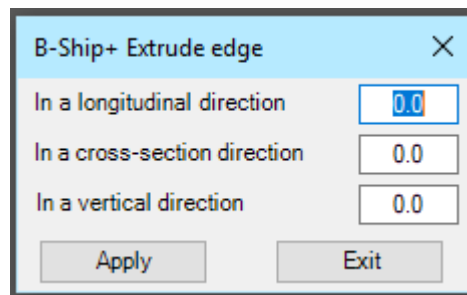 B-Ship+ Extrude edge
In a longitudinal direction 0.0
In a cross-section direction 0.0
In a vertical direction 0.0
Apply Exit